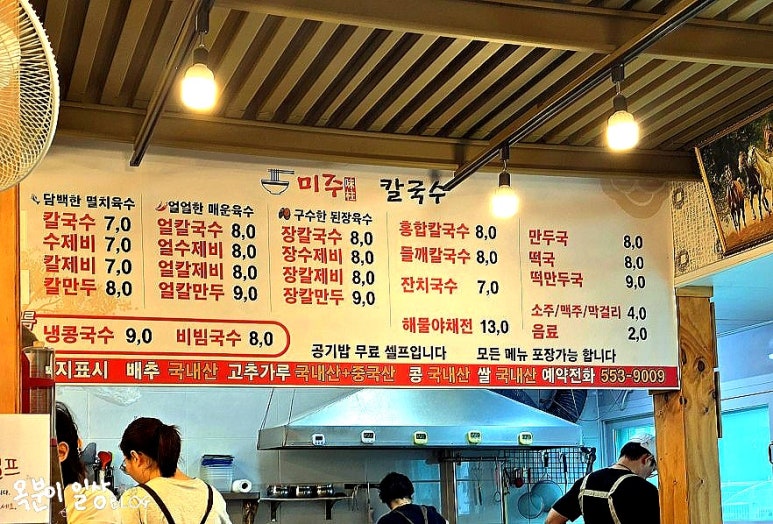 미주 味酒 칼국수
담백한 멸치육수
칼국수 7,0
수제비 7,0
칼제비 7,0
칼만두 8,0
얼얼한 매운육수
얼칼국수 8,0
얼수제비 8,0
얼칼제비 8,0
얼칼만두 9,0
구수한 된장육수
장칼국수 8,0
장수제비 8,0
장칼제비 8,0
장칼만두 9,0
홍합칼국수 8,0
들깨칼국수 8,0
잔치국수 7,0
해물야채전 13,0
만두국 8,0
떡국 8,0
떡만두국 9,0
소주/맥주/막걸리 4,0
음료 2,0
냉콩국수 9,0 비빔국수 8,0
공기밥 무료 셀프입니다 모든 메뉴 포장가능 합니다
지표시 배추 국내산 고추가루 국내산+중국산 콩 국내산 쌀 국내산 예약전화 553-9009
옥분이 일상